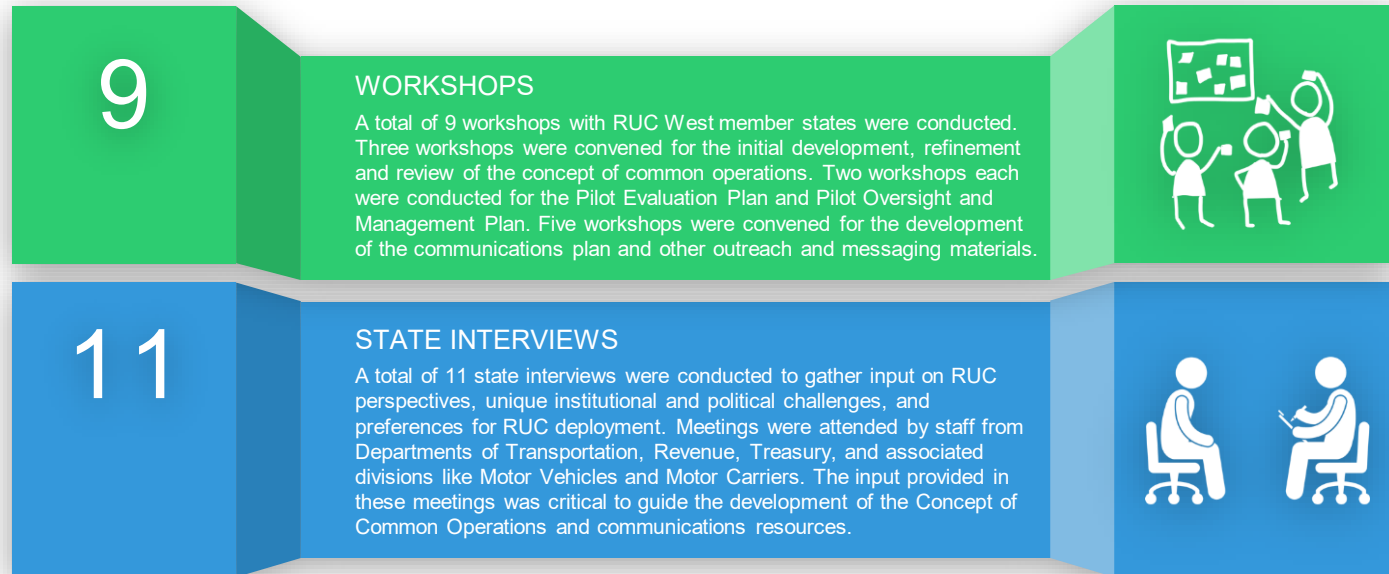 9
WORKSHOPS
A total of 9 workshops with RUC West member states were conducted.
Three workshops were convened for the initial development, refinement
and review of the concept of common operations. Two workshops each
were conducted for the Pilot Evaluation Plan and Pilot Oversight and
Management Plan. Five workshops were convened for the development
of the communications plan and other outreach and messaging materials.
11
STATE INTERVIEWS
A total of 11 state interviews were conducted to gather input on RUC
perspectives, unique institutional and political challenges, and
preferences for RUC deployment. Meetings were attended by staff from
Departments of Transportation, Revenue, Treasury, and associated
divisions like Motor Vehicles and Motor Carriers. The input provided in
these meetings was critical to guide the development of the Concept of
Common Operations and communications resources.